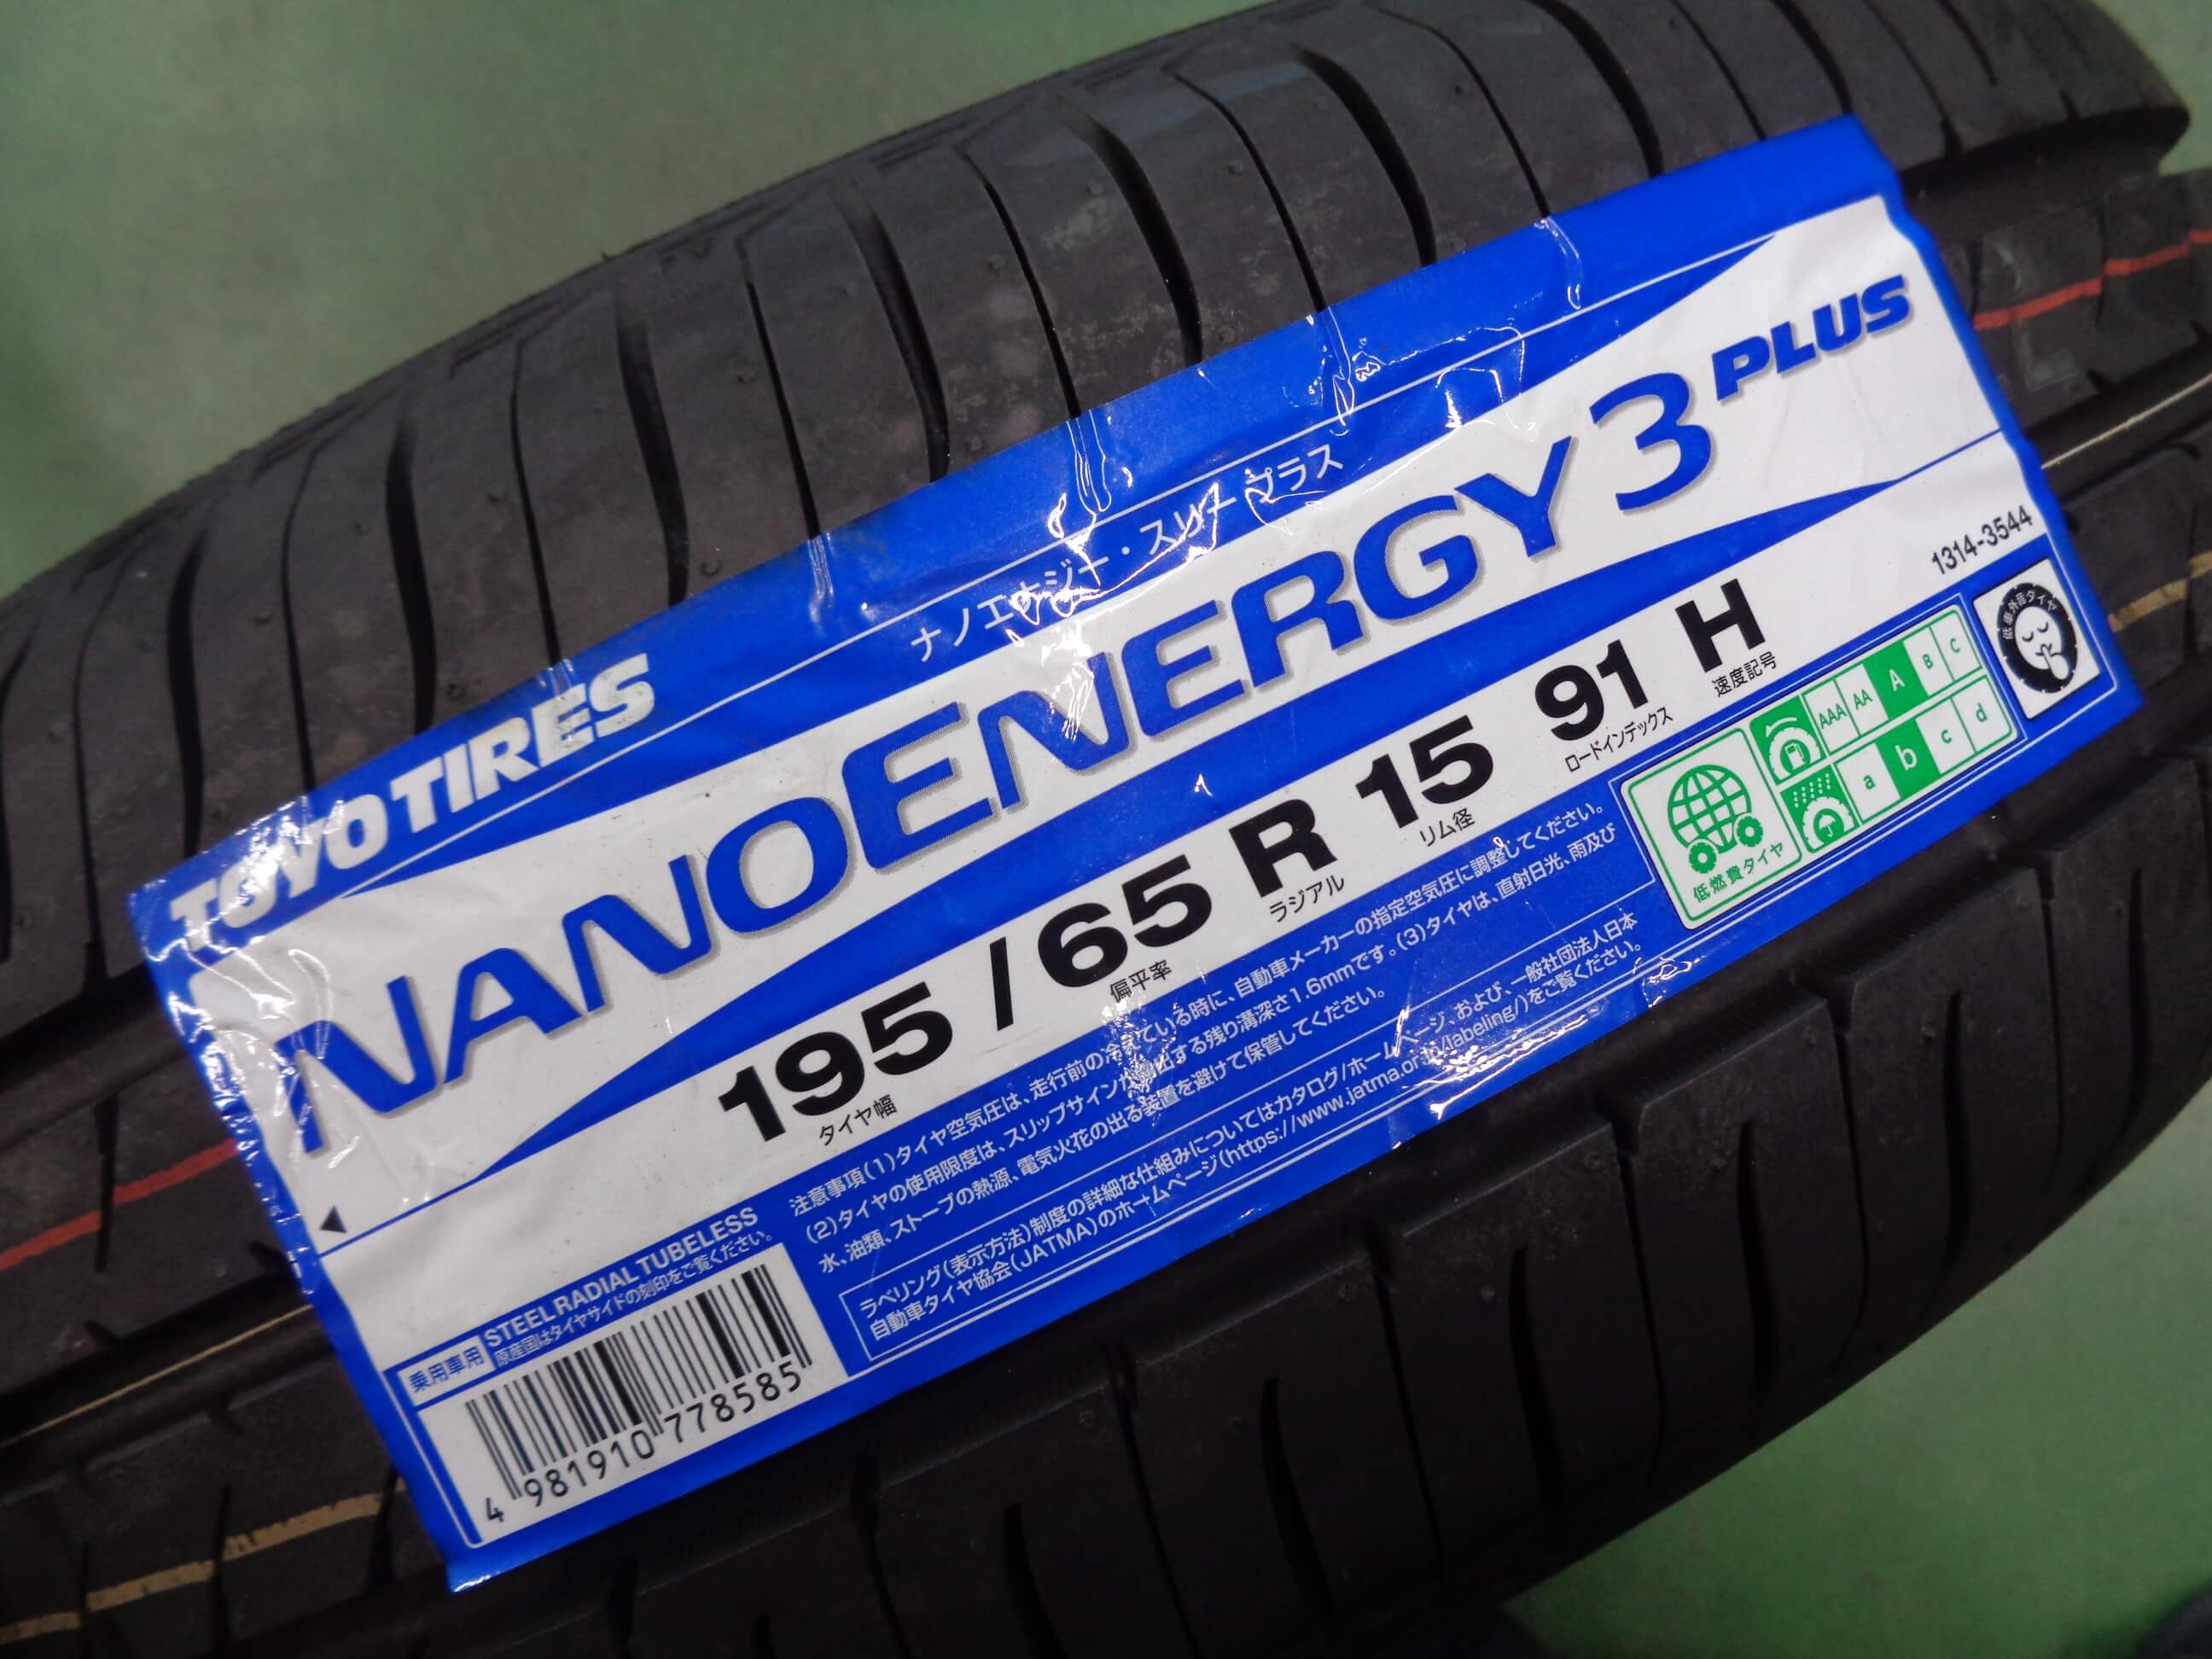 TOYO TIRES
ナノエナジー・スリープラス
NANOENERGY 3 PLUS
195 / 65 R 15 91 H
タイヤ幅 偏平率 ラジアル リム径 ロードインデックス 速度記号
1314-3544
低燃費タイヤ
AAA AA A B C
a b c d
低車外音タイヤ
注意事項(1)タイヤ空気圧は、走行前の冷えている時に、自動車メーカーの指定空気圧に調整してください。
(2)タイヤの使用限度は、スリップサインが露出する残り溝深さ1.6mmです。(3)タイヤは、直射日光、雨及び
水、油類、ストーブの熱源、電気火花の出る装置を避けて保管してください。
ラベリング(表示方法)制度の詳細な仕組みについてはカタログ/ホームページ、および、一般社団法人日本
自動車タイヤ協会(JATMA)のホームページ(https://www.jatma.or.jp/labeling/)をご覧ください。
乗用車用 STEEL RADIAL TUBELESS
原産国はタイヤサイドの刻印をご覧ください。
4 981910 778585